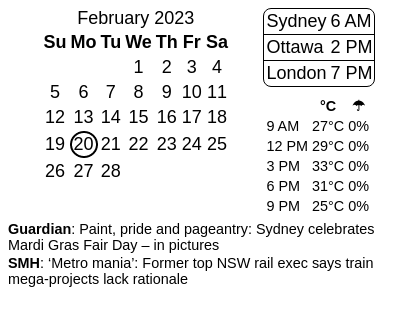 February 2023
Su Mo Tu We Th Fr Sa
1 2 3 4
5 6 7 8 9 10 11
12 13 14 15 16 17 18
19 20 21 22 23 24 25
26 27 28
Sydney 6 AM
Ottawa 2 PM
London 7 PM
°C ☂
9 AM 27°C 0%
12 PM 29°C 0%
3 PM 33°C 0%
6 PM 31°C 0%
9 PM 25°C 0%
Guardian: Paint, pride and pageantry: Sydney celebrates
Mardi Gras Fair Day – in pictures
SMH: ‘Metro mania’: Former top NSW rail exec says train
mega-projects lack rationale